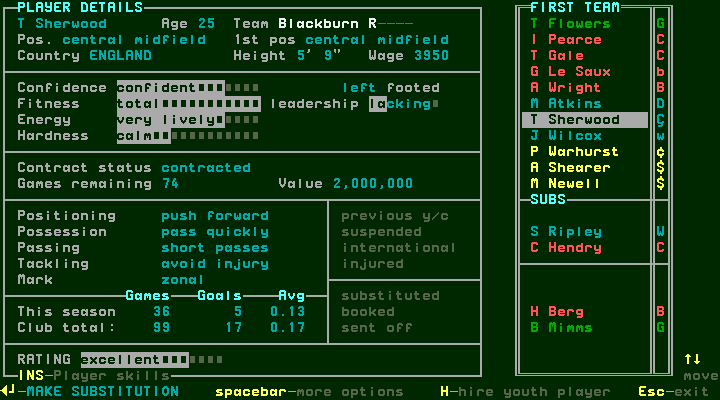 PLAYER DETAILS
T Sherwood Age 25 Team Blackburn R
Pos. central midfield 1st pos central midfield
Country ENGLAND Height 5' 9" Wage 3950
Confidence confident left footed
Fitness total leadership lacking
Energy very lively
Hardness calm
Contract status contracted
Games remaining 74 Value 2,000,000
Positioning push forward
Possession pass quickly
Passing short passes
Tackling avoid injury
Mark zonal
previous y/c
suspended
international
injured
Games Goals Avg
This season 36 5 0.13
Club total: 99 17 0.17
substituted
booked
sent off
RATING excellent
INS-Player skills
FIRST TEAM
T Flowers G
I Pearce C
T Gale C
G Le Saux b
A Wright B
M Atkins D
T Sherwood Ç
J Wilcox w
P Warhurst ¢
A Shearer $
M Newell $
SUBS
S Ripley W
C Hendry C
H Berg B
B Mimms G
↑↓
move
↵-MAKE SUBSTITUTION spacebar-more options H-hire youth player Esc-exit